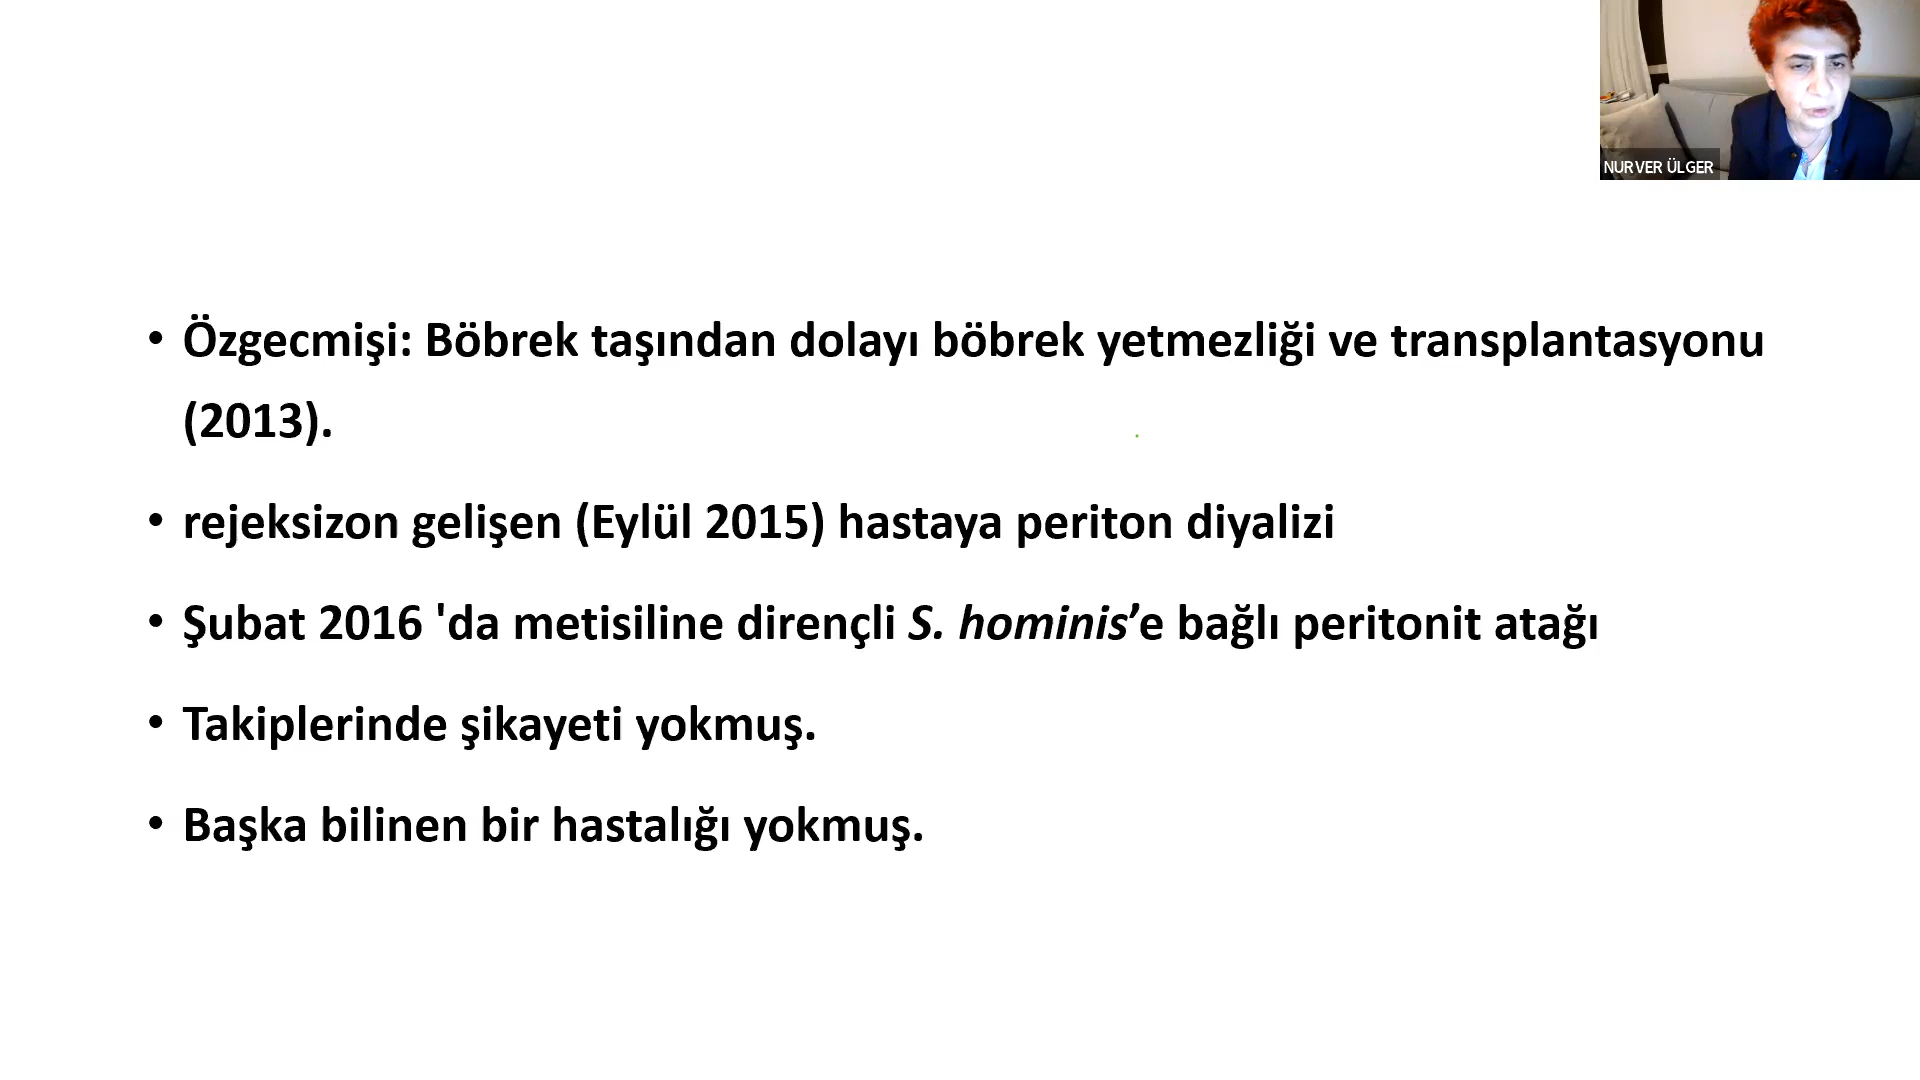 NURVER ÜLGER
• Özgecmişi: Böbrek taşından dolayı böbrek yetmezliği ve transplantasyonu
(2013).
• rejeksizon gelişen (Eylül 2015) hastaya periton diyalizi
• Şubat 2016 'da metisiline dirençli S. hominis’e bağlı peritonit atağı
• Takiplerinde şikayeti yokmuş.
• Başka bilinen bir hastalığı yokmuş.